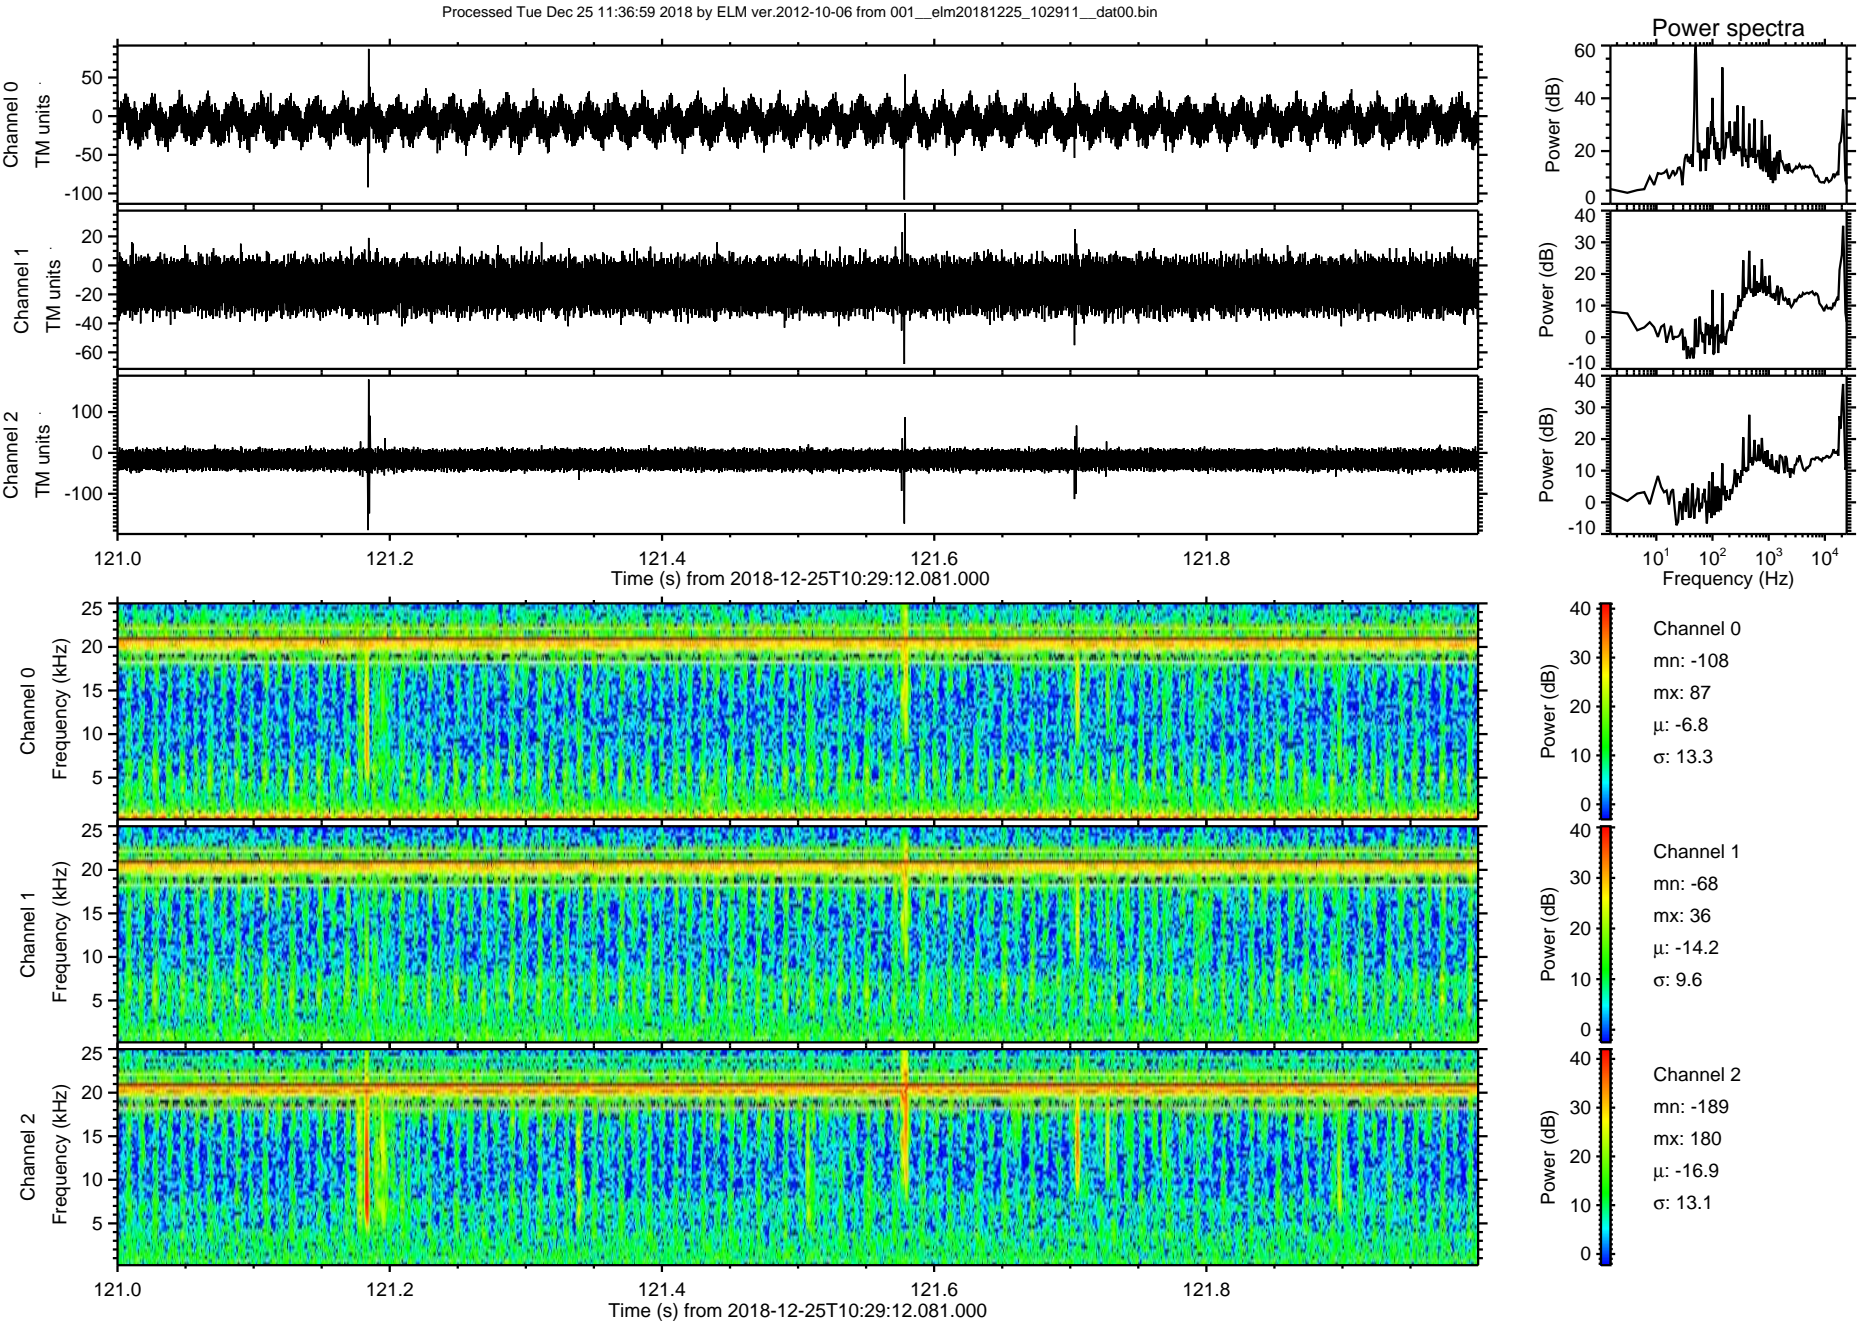 Processed Tue Dec 25 11:36:59 2018 by ELM ver.2012-10-06 from 001__elm20181225_102911__dat00.bin
Power spectra
Channel 0
TM units
50
0
-50
-100
Power (dB)
60
40
20
0
Channel 1
TM units
20
0
-20
-40
-60
Power (dB)
40
30
20
10
0
-10
Channel 2
TM units
100
0
-100
Power (dB)
40
30
20
10
0
-10
121.0 121.2 121.4 121.6 121.8
Time (s) from 2018-12-25T10:29:12.081.000
10¹ 10² 10³ 10⁴
Frequency (Hz)
Channel 0
Frequency (kHz)
25
20
15
10
5
Power (dB)
40
30
20
10
0
Channel 0
mn: -108
mx: 87
μ: -6.8
σ: 13.3
Channel 1
Frequency (kHz)
25
20
15
10
5
Power (dB)
40
30
20
10
0
Channel 1
mn: -68
mx: 36
μ: -14.2
σ: 9.6
Channel 2
Frequency (kHz)
25
20
15
10
5
Power (dB)
40
30
20
10
0
Channel 2
mn: -189
mx: 180
μ: -16.9
σ: 13.1
121.0 121.2 121.4 121.6 121.8
Time (s) from 2018-12-25T10:29:12.081.000